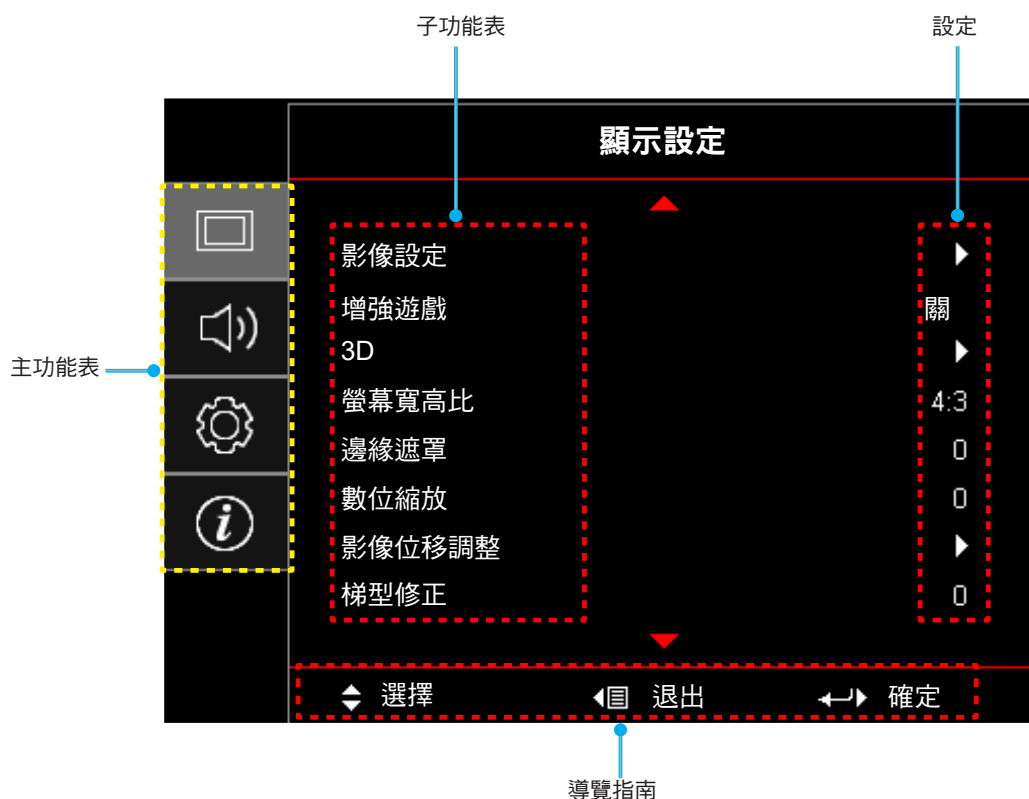 子功能表 設定
顯示設定
影像設定
增強遊戲 關
3D
主功能表
螢幕寬高比 4:3
邊緣遮罩 0
數位縮放 0
影像位移調整
梯型修正 0
選擇 退出 確定
導覽指南